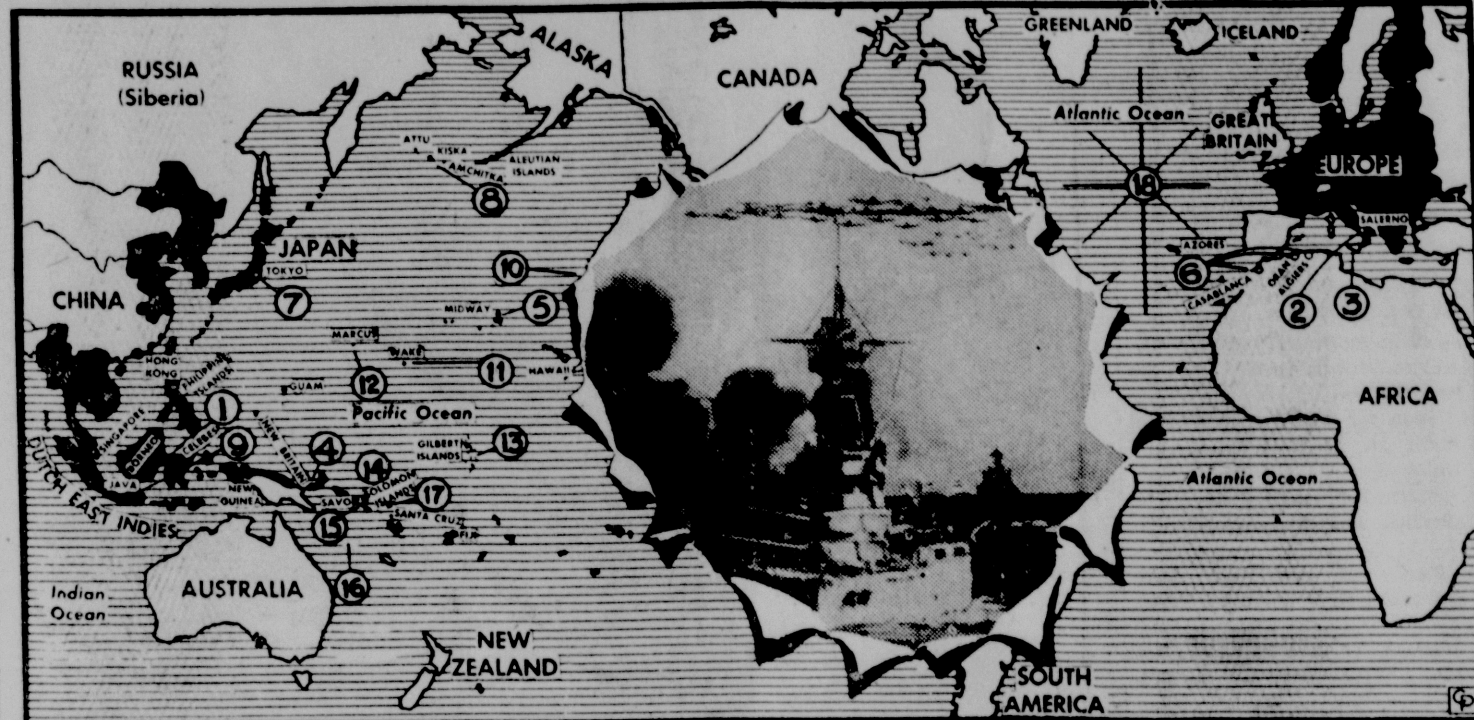 RUSSIA
(Siberia)
ALASKA
CANADA
GREENLAND
ICELAND
Atlantic Ocean
GREAT
BRITAIN
EUROPE
18
ATTU
KISKA
AMCHITKA
ALEUTIAN
ISLANDS
8
JAPAN
TOKYO
7
CHINA
10
MIDWAY
5
AZORES
6
CASABLANCA
ORAN
ALGIERS
SALERNO
2
3
HONG
KONG
PHILIPPINE
ISLANDS
MARCUS
12
WAKE
11
HAWAII
GUAM
Pacific Ocean
AFRICA
1
SINGAPORE
BORNEO
CELEBES
9
NEW BRITAIN
4
GILBERT
ISLANDS
13
14
JAVA
NEW
GUINEA
SAVO
SOLOMON
ISLANDS
17
SANTA CRUZ
FIJI
DUTCH EAST INDIES
15
16
Atlantic Ocean
Indian
Ocean
AUSTRALIA
NEW
ZEALAND
SOUTH
AMERICA
CP